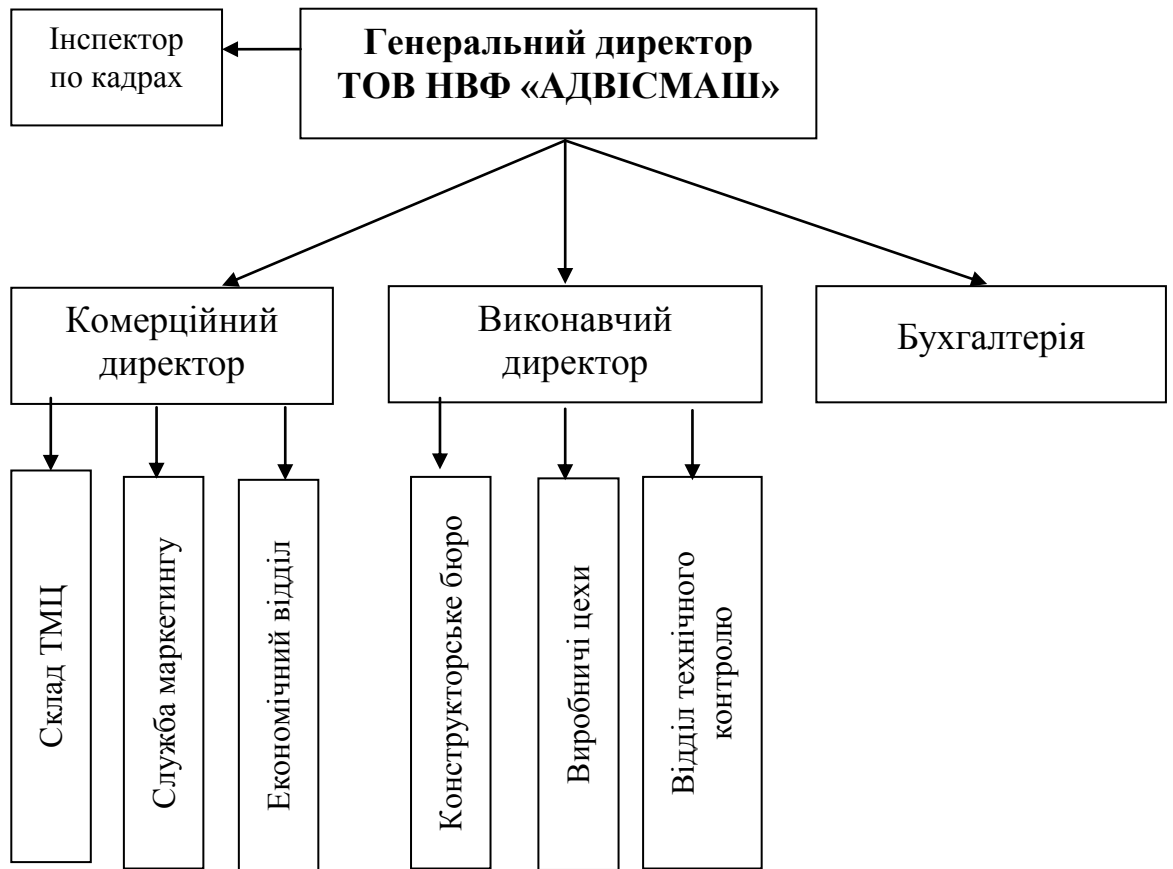 Інспектор
по кадрах
Генеральний директор
ТОВ НВФ «АДВІСМАШ»
Комерційний
директор
Виконавчий
директор
Бухгалтерія
Склад ТМЦ
Служба маркетингу
Економічний відділ
Конструкторське бюро
Виробничі цехи
Відділ технічного
контролю